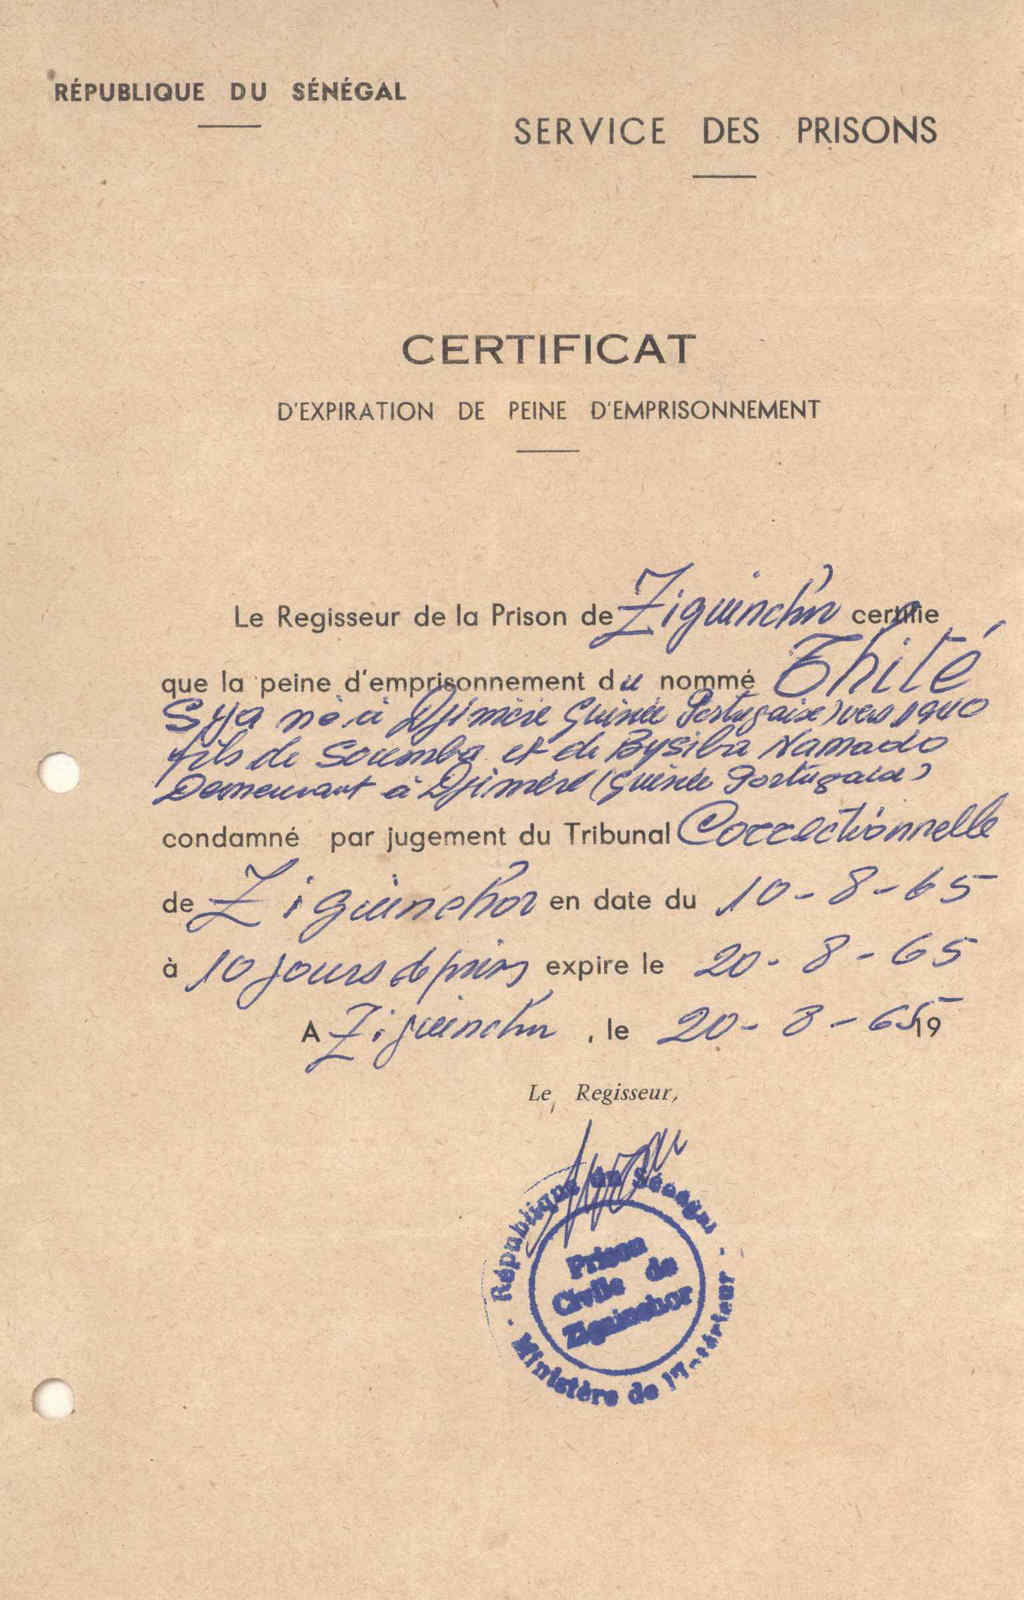 RÉPUBLIQUE DU SÉNÉGAL
SERVICE DES PRISONS
CERTIFICAT
D'EXPIRATION DE PEINE D'EMPRISONNEMENT
Le Regisseur de la Prison de Ziguinchor certifie
que la peine d'emprisonnement du nommé Thité
Sya né à Djimère Guinée Portugaise) vers 1940
fils de Soumba et de Bysiba Namado
Demeurant à Djimère (Guinée Portugaise)
condamné par jugement du Tribunal Correctionnelle
de Ziguinchor en date du 10-8-65
à 10 jours de prison expire le 20-8-65
A Ziguinchor, le 20-8-65 19
Le Regisseur,
République du Sénégal
Prison
Civile de
Ziguinchor
Ministère de l'Intérieur